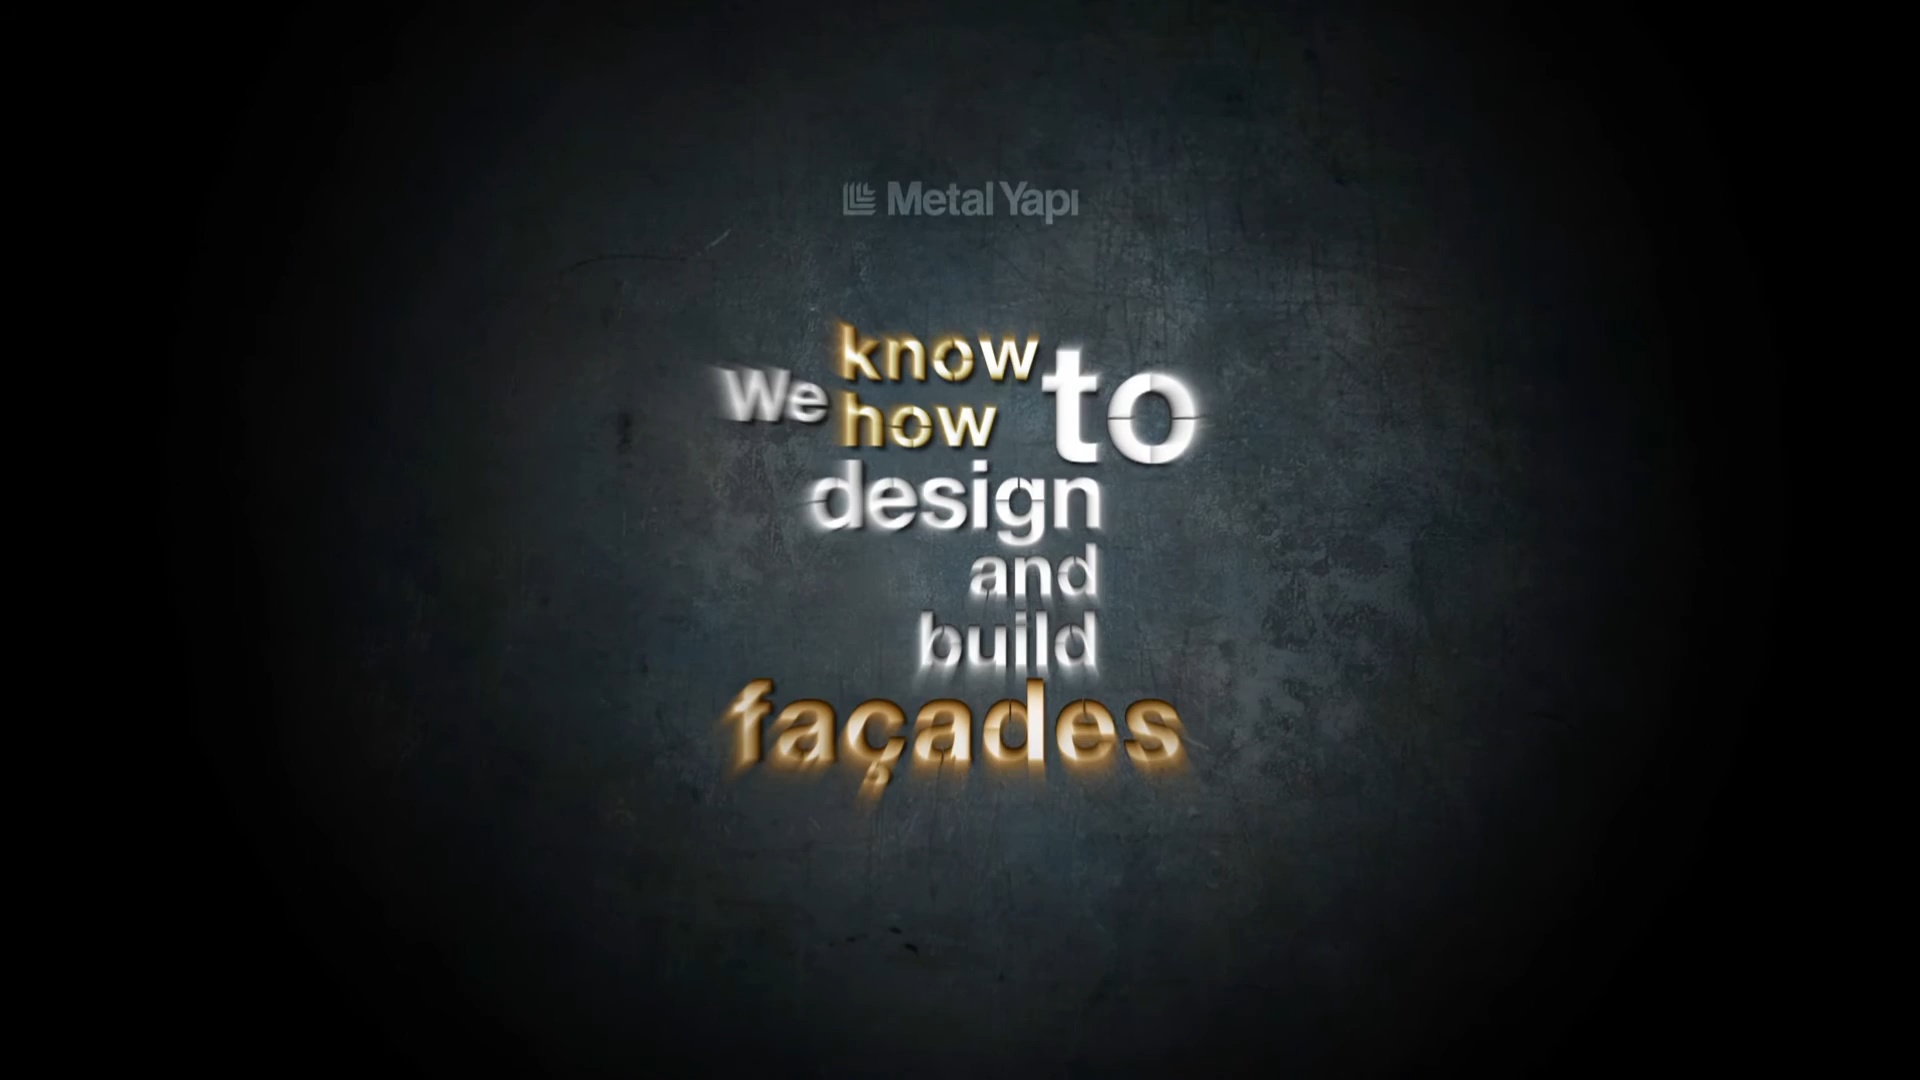 Metal Yapı
We know how to
design
and
build
façades